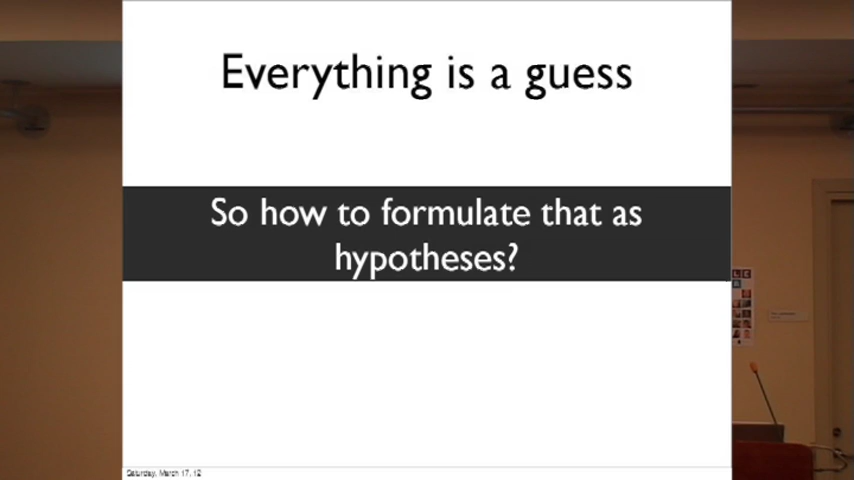 Everything is a guess
So how to formulate that as
hypotheses?
Saturday, March 17, 12